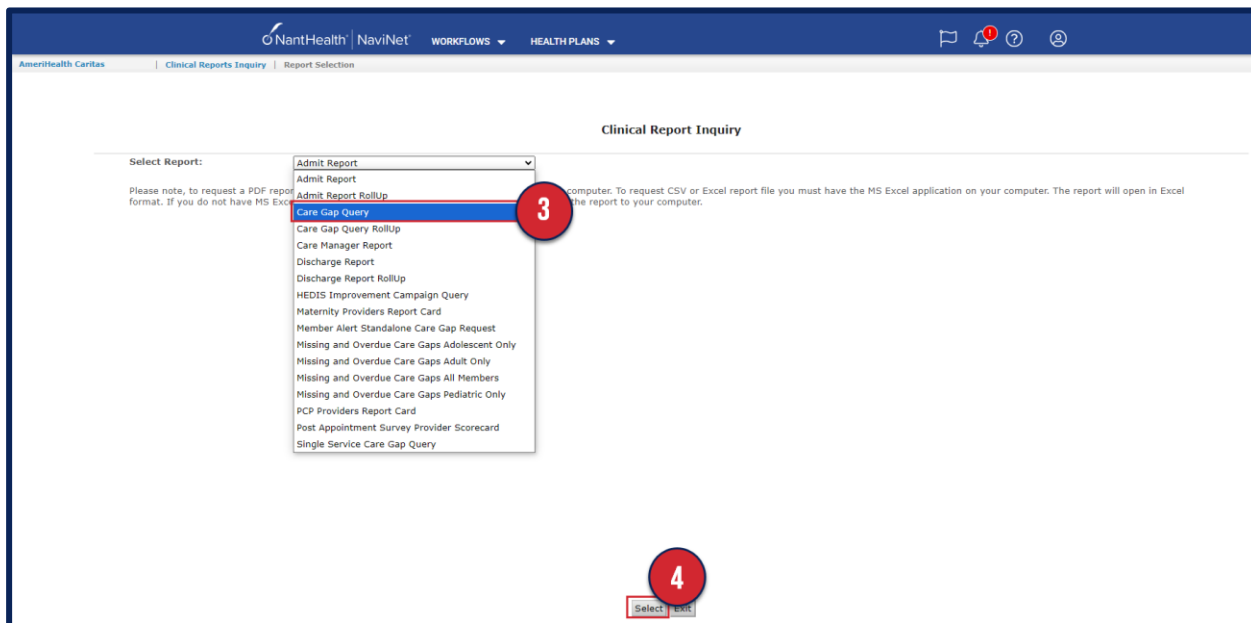 NantHealth® | NaviNet® WORKFLOWS HEALTH PLANS
AmeriHealth Caritas | Clinical Reports Inquiry | Report Selection
Clinical Report Inquiry
Select Report: Admit Report
Admit Report
Please note, to request a PDF repor computer. To request CSV or Excel report file you must have the MS Excel application on your computer. The report will open in Excel
Admit Report RollUp
format. If you do not have MS Exc the report to your computer.
Care Gap Query
3
Care Gap Query RollUp
Care Manager Report
Discharge Report
Discharge Report RollUp
HEDIS Improvement Campaign Query
Maternity Providers Report Card
Member Alert Standalone Care Gap Request
Missing and Overdue Care Gaps Adolescent Only
Missing and Overdue Care Gaps Adult Only
Missing and Overdue Care Gaps All Members
Missing and Overdue Care Gaps Pediatric Only
PCP Providers Report Card
Post Appointment Survey Provider Scorecard
Single Service Care Gap Query
4
Select Exit